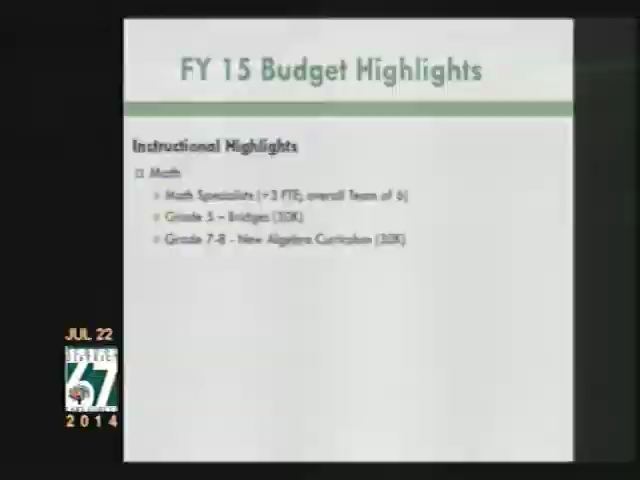 FY 15 Budget Highlights
Instructional Highlights
Math
Math Specialists (+3 FTE; overall Team of 6)
Grade 5 – Bridges (30K)
Grade 7-8 - New Algebra Curriculum (30K)
JUL 22
DISTRICT
67
2014